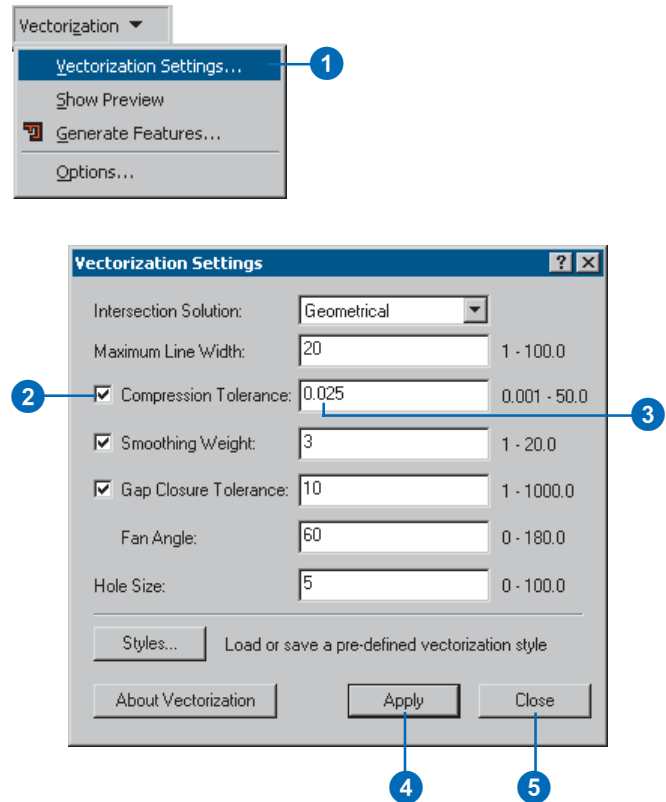 Vectorization
Vectorization Settings... 1
Show Preview
Generate Features...
Options...
Vectorization Settings ? ×
Intersection Solution: Geometrical
Maximum Line Width: 20 1 - 100.0
2 Compression Tolerance: 0.025 0.001 - 50.0
3
Smoothing Weight: 3 1 - 20.0
Gap Closure Tolerance: 10 1 - 1000.0
Fan Angle: 60 0 - 180.0
Hole Size: 5 0 - 100.0
Styles... Load or save a pre-defined vectorization style
About Vectorization Apply Close
4 5